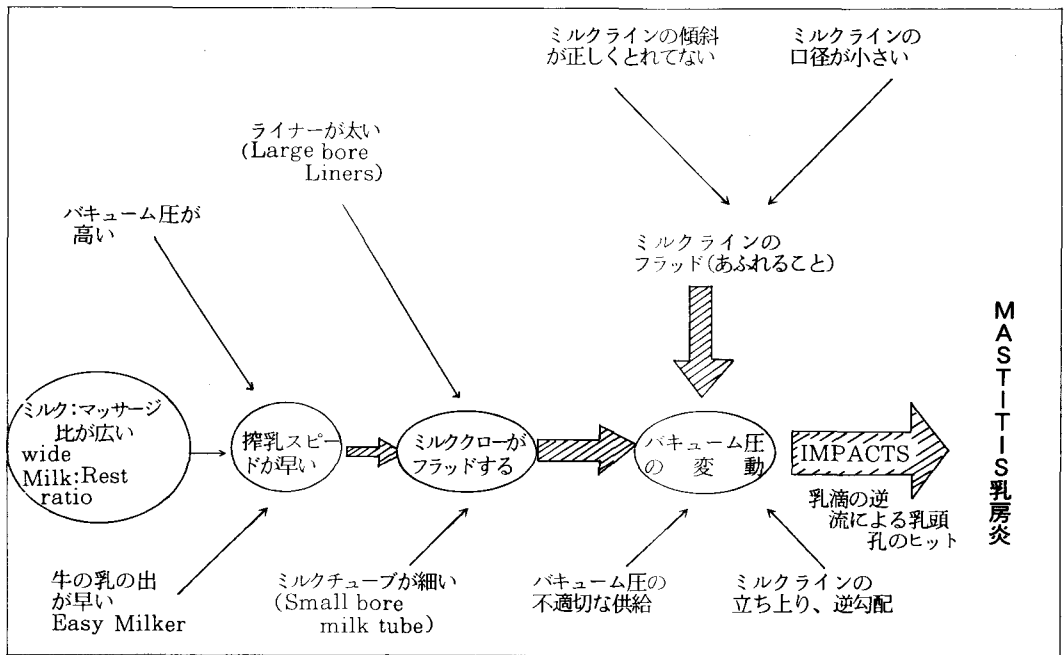 ミルクラインの傾斜
が正しくとれてない
ミルクラインの
口径が小さい
ライナーが太い
(Large bore
Liners)
バキューム圧が
高い
ミルクラインの
フラッド(あふれること)
ミルク:マッサージ
比が広い
wide
Milk:Rest
ratio
搾乳スピー
ドが早い
ミルククローが
フラッドする
バキューム圧
の変動
IMPACTS
乳滴の逆
流による乳頭
孔のヒット
MASTITIS乳房炎
牛の乳の出
が早い
Easy Milker
ミルクチューブが細い
(Small bore
milk tube)
バキューム圧の
不適切な供給
ミルクラインの
立ち上り、逆勾配